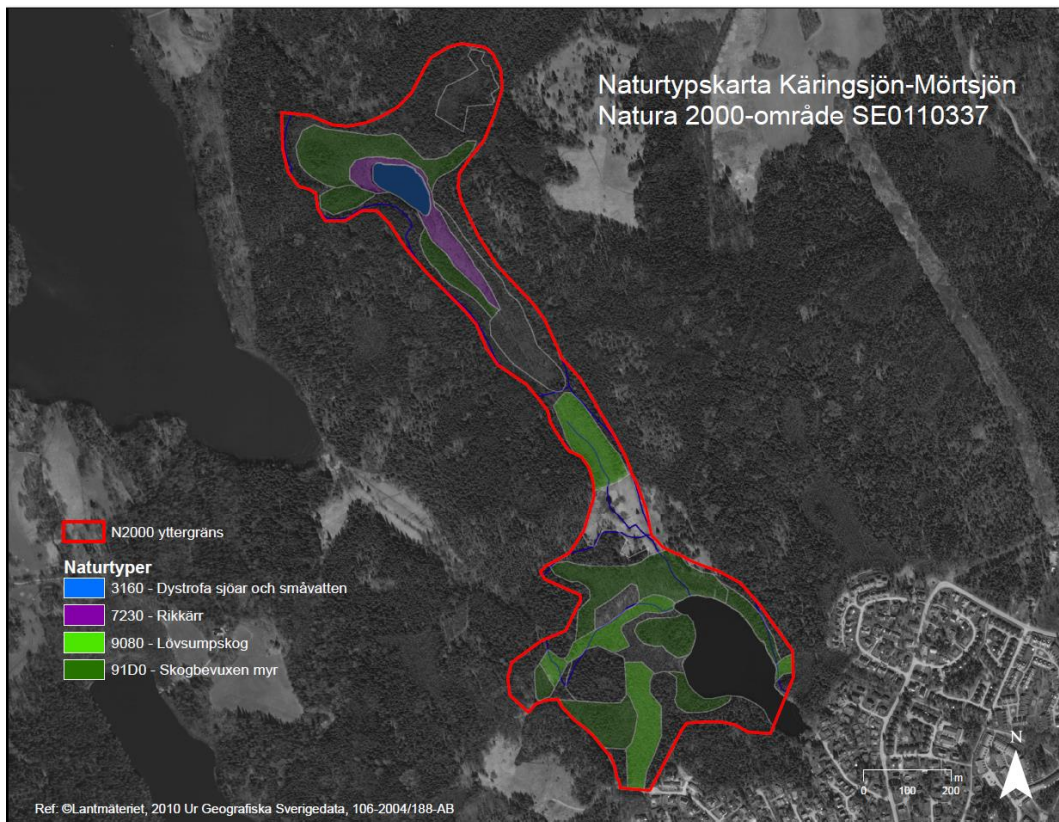 Naturtypskarta Käringsjön-Mörtsjön
Natura 2000-område SE0110337
N2000 yttergräns
Naturtyper
3160 - Dystrofa sjöar och småvatten
7230 - Rikkärr
9080 - Lövsumpskog
91D0 - Skogbevuxen myr
N
m
0 100 200
Ref: ©Lantmäteriet, 2010 Ur Geografiska Sverigedata, 106-2004/188-AB